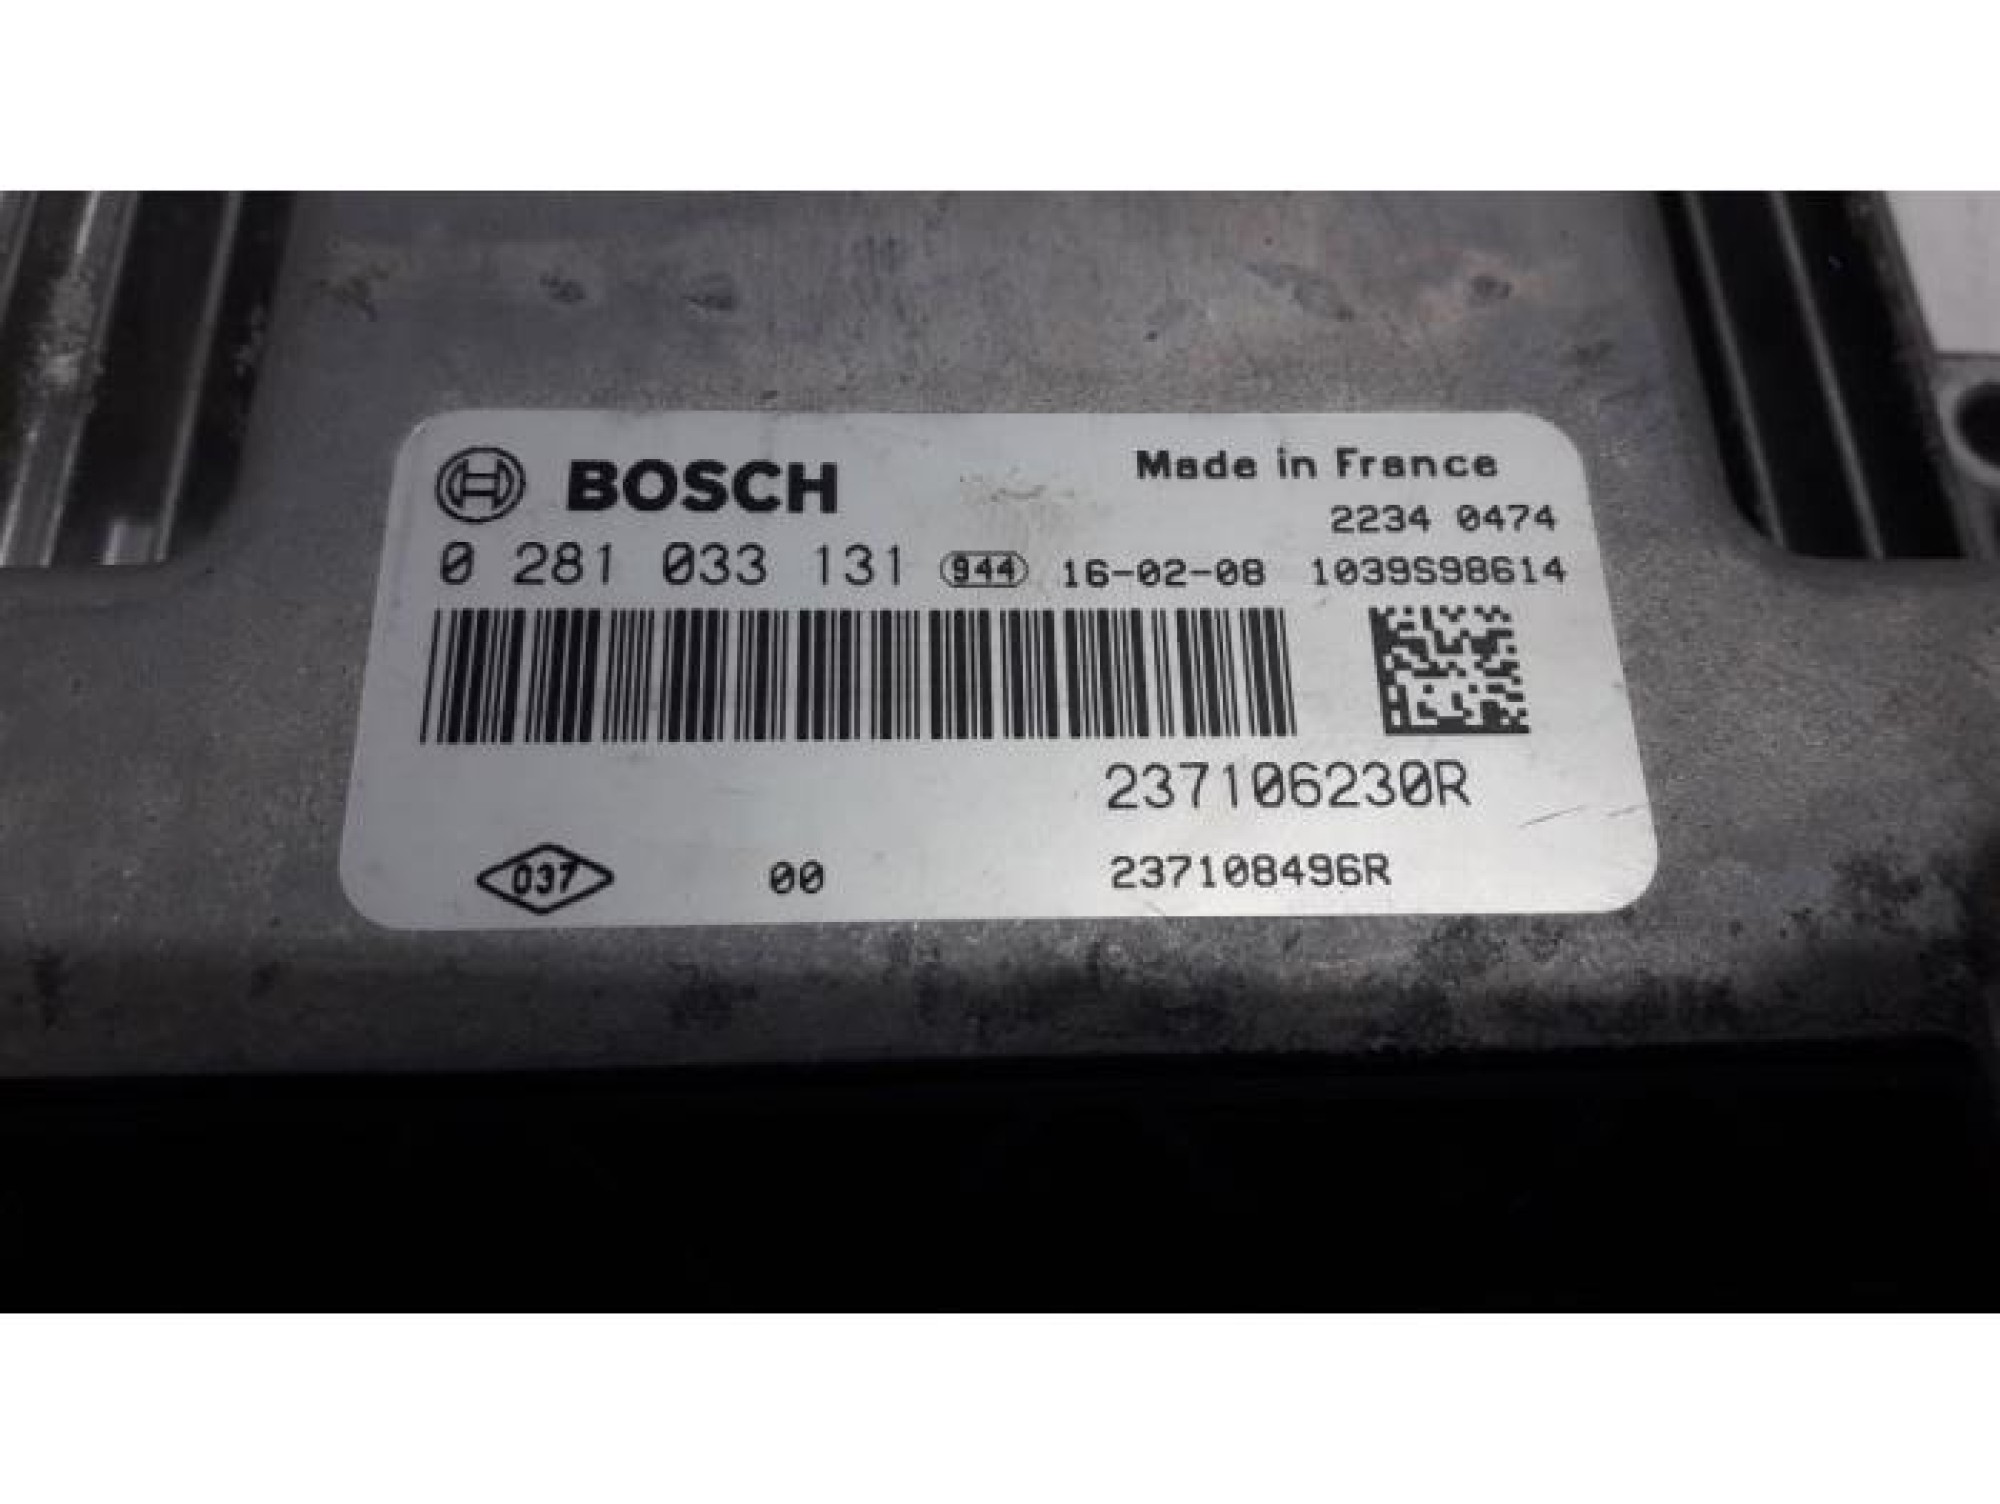 BOSCH Made in France
2234 0474
0 281 033 131 944 16-02-08 1039S98614
237106230R
037 00 237108496R